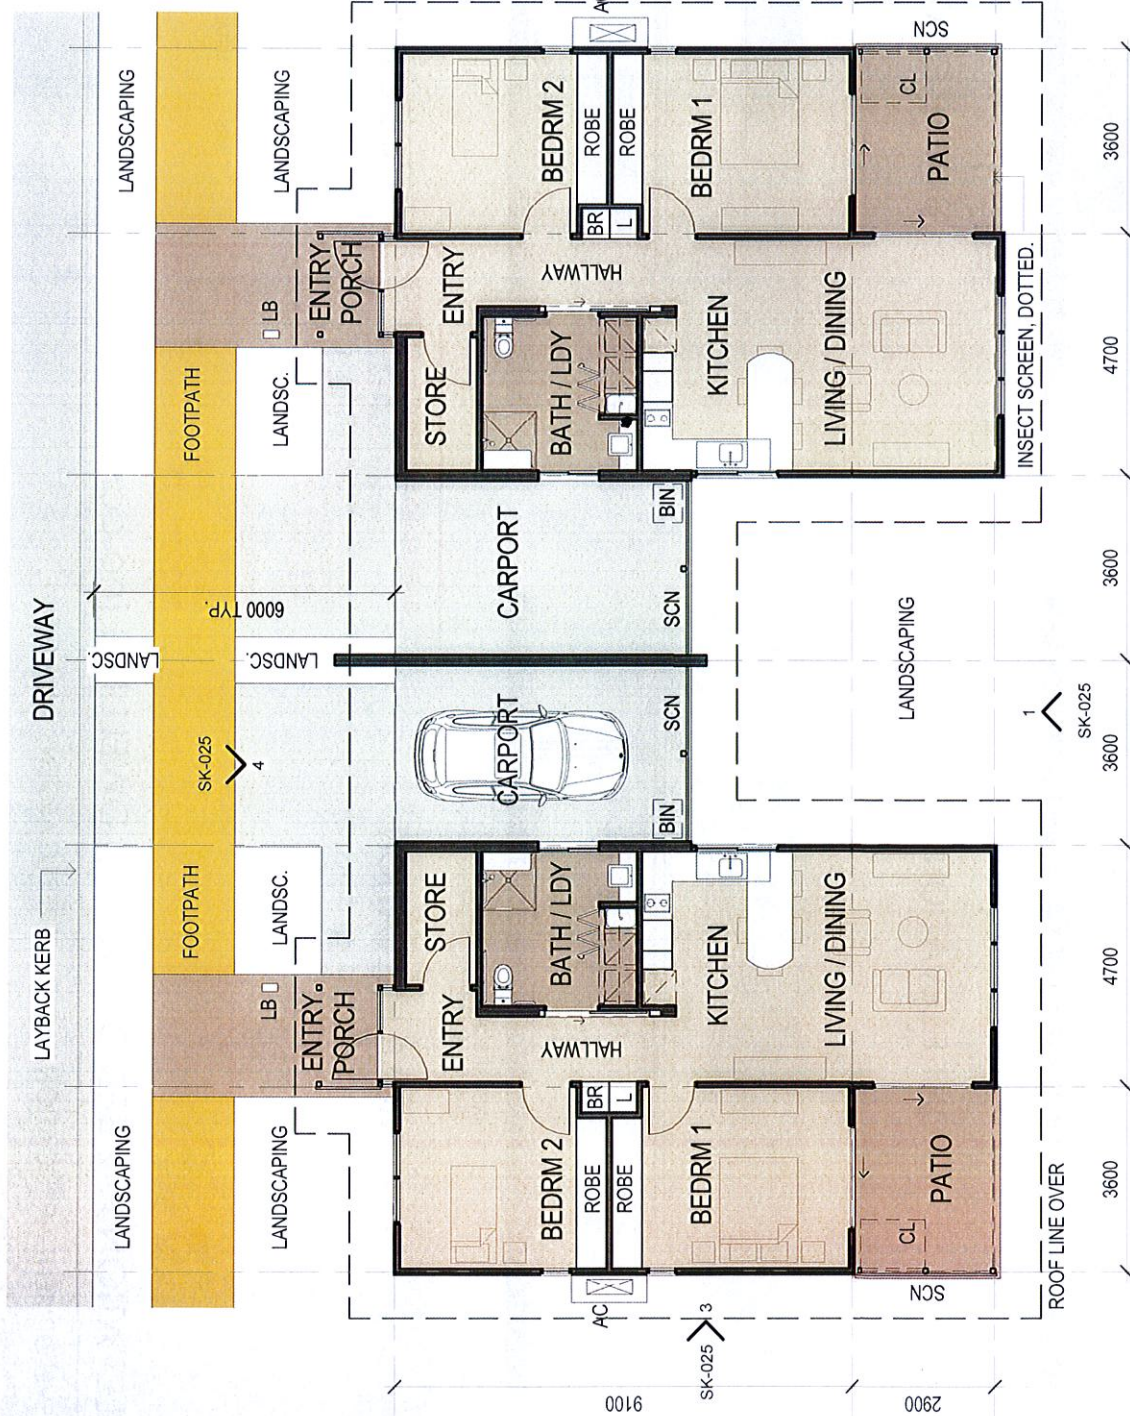 LAYBACK KERB
DRIVEWAY
LANDSCAPING
LANDSC.
LANDSCAPING
FOOTPATH
SK-025
4
6000 TYP.
FOOTPATH
LANDSCAPING
LANDSC.
LANDSC.
LANDSC.
LANDSCAPING
LB
LB
ENTRY
PORCH
ENTRY
PORCH
ENTRY
STORE
STORE
ENTRY
BEDRM 2
HALLWAY
BATH / LDY
CARPORT
CARPORT
BATH / LDY
HALLWAY
BEDRM 2
AC
ROBE
ROBE
BR
L
BR
L
ROBE
ROBE
BIN
SCN
SCN
BIN
SK-025
3
BEDRM 1
KITCHEN
KITCHEN
BEDRM 1
LIVING / DINING
LIVING / DINING
SCN
CL
PATIO
LANDSCAPING
PATIO
CL
SCN
ROOF LINE OVER
1
SK-025
INSECT SCREEN, DOTTED.
3600
4700
3600
3600
4700
3600
9100
2900